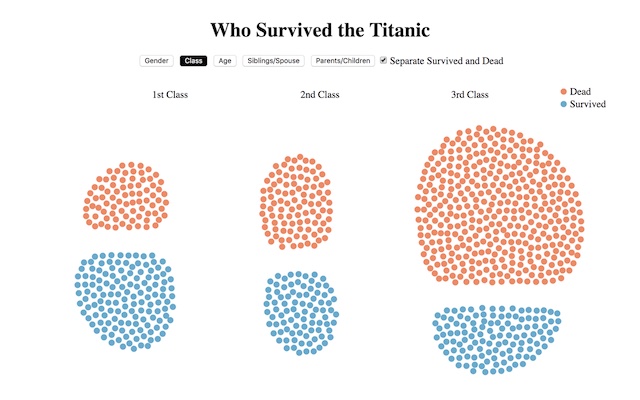 Who Survived the Titanic
Gender Class Age Siblings/Spouse Parents/Children Separate Survived and Dead
1st Class 2nd Class 3rd Class
Dead
Survived